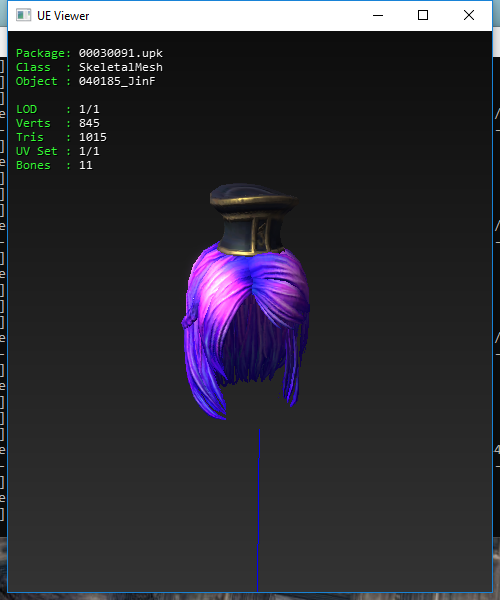 UE Viewer
Package: 00030091.upk
Class : SkeletalMesh
Object : 040185_JinF
LOD : 1/1
Verts : 845
Tris : 1015
UV Set : 1/1
Bones : 11